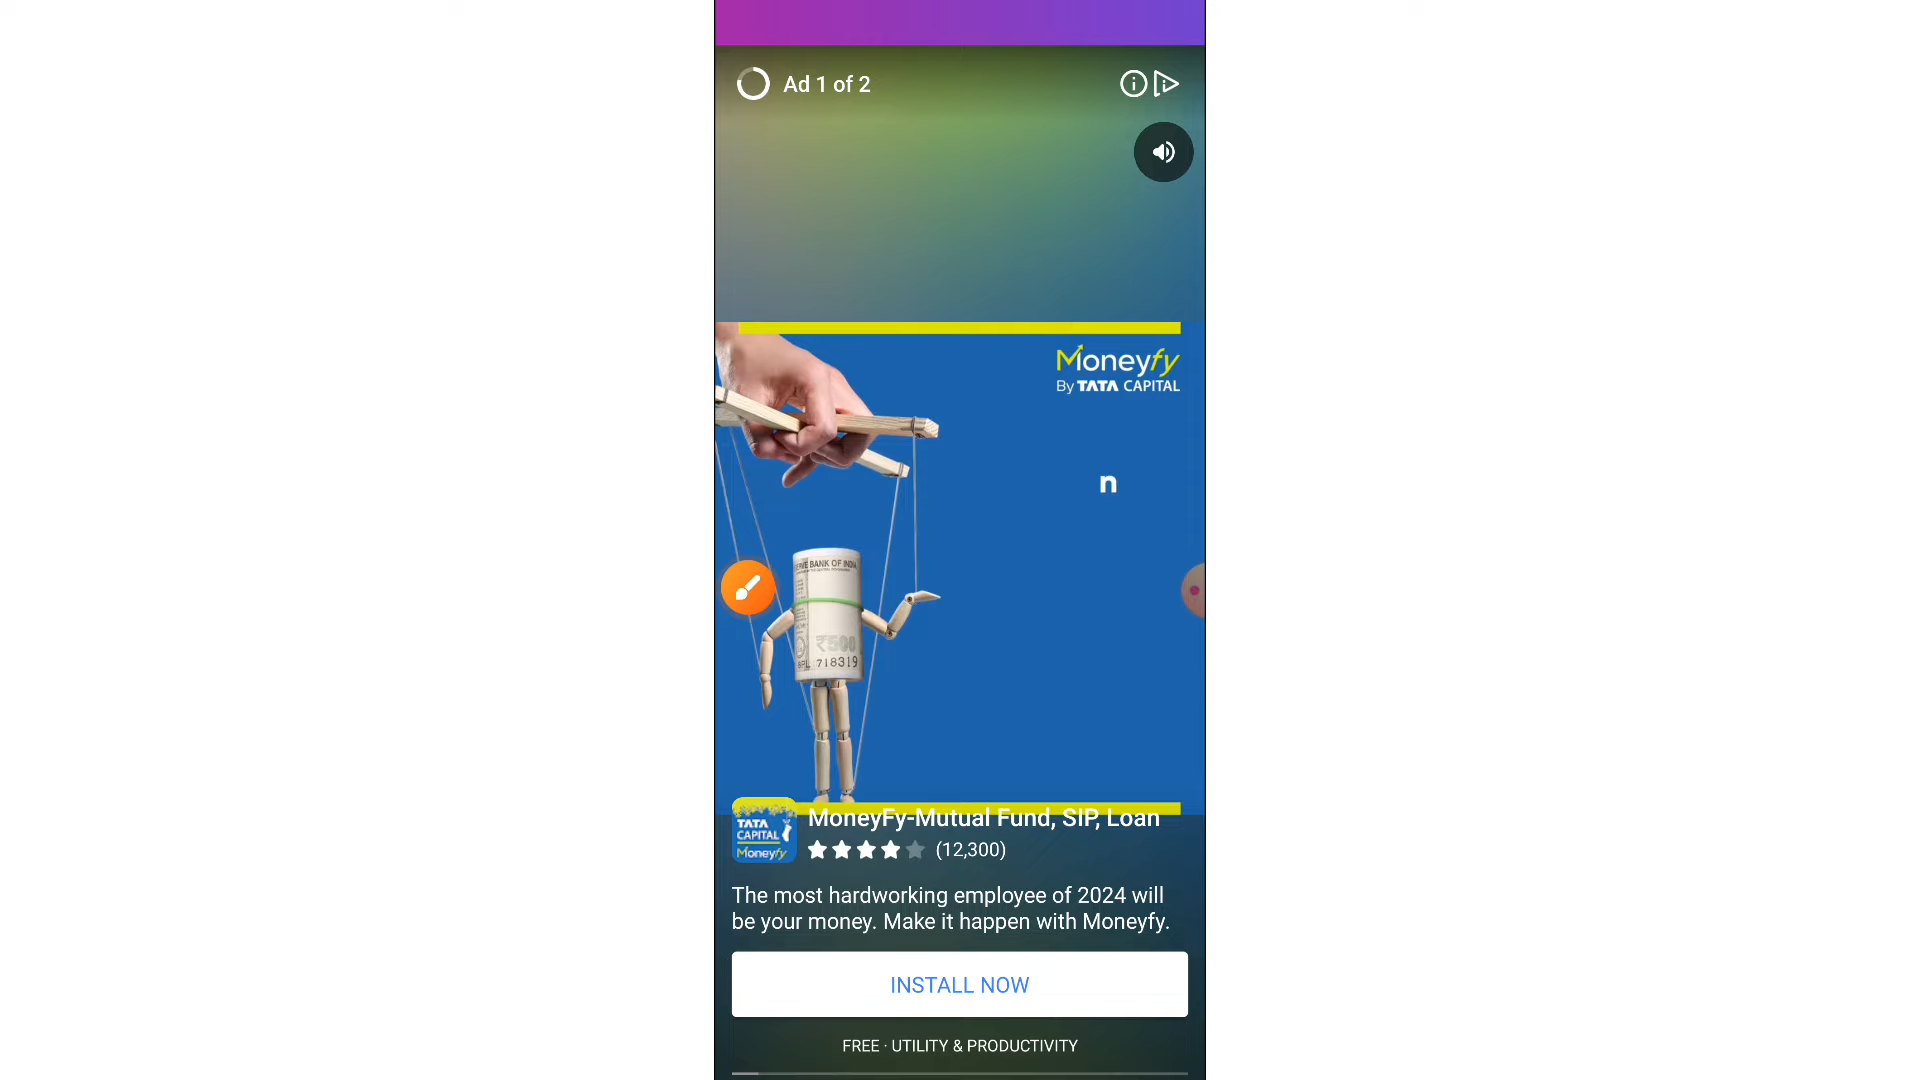 Ad 1 of 2
Moneyfy
By TATA CAPITAL
n
RVE BANK OF INDIA
₹500
8PL 718319
TATA
CAPITAL
Moneyfy
MoneyFy-Mutual Fund, SIP, Loan
(12,300)
The most hardworking employee of 2024 will
be your money. Make it happen with Moneyfy.
INSTALL NOW
FREE · UTILITY & PRODUCTIVITY